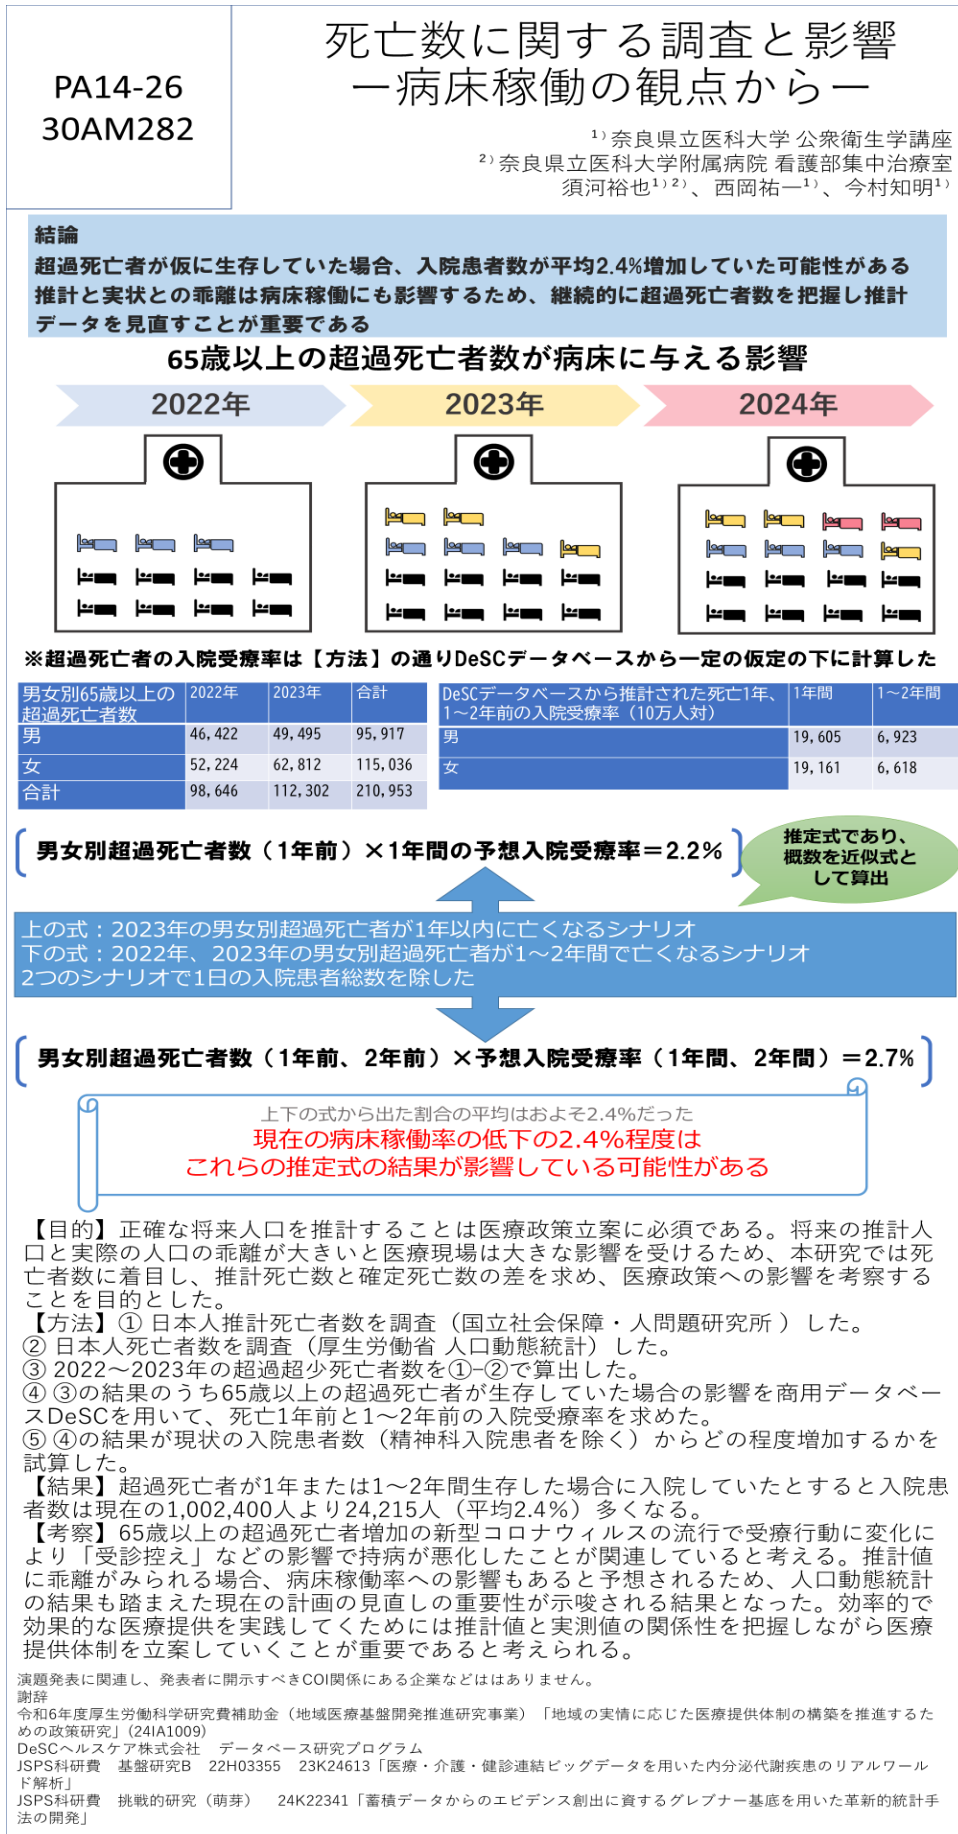 PA14-26
30AM282
死亡数に関する調査と影響
ー病床稼働の観点からー
¹⁾奈良県立医科大学 公衆衛生学講座
²⁾奈良県立医科大学附属病院 看護部集中治療室
須河裕也¹⁾²⁾、西岡祐一¹⁾、今村知明¹⁾
結論
超過死亡者が仮に生存していた場合、入院患者数が平均2.4%増加していた可能性がある
推計と実状との乖離は病床稼働にも影響するため、継続的に超過死亡者数を把握し推計
データを見直すことが重要である
65歳以上の超過死亡者数が病床に与える影響
2022年 2023年 2024年
※超過死亡者の入院受療率は【方法】の通りDeSCデータベースから一定の仮定の下に計算した
男女別65歳以上の
超過死亡者数 2022年 2023年 合計
男 46,422 49,495 95,917
女 52,224 62,812 115,036
合計 98,646 112,302 210,953
DeSCデータベースから推計された死亡1年、
1～2年前の入院受療率（10万人対） 1年間 1～2年間
男 19,605 6,923
女 19,161 6,618
男女別超過死亡者数（1年前）×1年間の予想入院受療率＝2.2%
推定式であり、
概数を近似式と
して算出
上の式：2023年の男女別超過死亡者が1年以内に亡くなるシナリオ
下の式：2022年、2023年の男女別超過死亡者が1～2年間で亡くなるシナリオ
2つのシナリオで1日の入院患者総数を除した
男女別超過死亡者数（1年前、2年前）×予想入院受療率（1年間、2年間）＝2.7%
上下の式から出た割合の平均はおよそ2.4%だった
現在の病床稼働率の低下の2.4%程度は
これらの推定式の結果が影響している可能性がある
【目的】正確な将来人口を推計することは医療政策立案に必須である。将来の推計人
口と実際の人口の乖離が大きいと医療現場は大きな影響を受けるため、本研究では死
亡者数に着目し、推計死亡数と確定死亡数の差を求め、医療政策への影響を考察する
ことを目的とした。
【方法】① 日本人推計死亡者数を調査（国立社会保障・人問題研究所 ）した。
② 日本人死亡者数を調査（厚生労働省 人口動態統計）した。
③ 2022～2023年の超過超少死亡者数を①-②で算出した。
④ ③の結果のうち65歳以上の超過死亡者が生存していた場合の影響を商用データベー
スDeSCを用いて、死亡1年前と1～2年前の入院受療率を求めた。
⑤ ④の結果が現状の入院患者数（精神科入院患者を除く）からどの程度増加するかを
試算した。
【結果】超過死亡者が1年または1～2年間生存した場合に入院していたとすると入院患
者数は現在の1,002,400人より24,215人（平均2.4%）多くなる。
【考察】65歳以上の超過死亡者増加の新型コロナウィルスの流行で受療行動に変化に
より「受診控え」などの影響で持病が悪化したことが関連していると考える。推計値
に乖離がみられる場合、病床稼働率への影響もあると予想されるため、人口動態統計
の結果も踏まえた現在の計画の見直しの重要性が示唆される結果となった。効率的で
効果的な医療提供を実践してくためには推計値と実測値の関係性を把握しながら医療
提供体制を立案していくことが重要であると考えられる。
演題発表に関連し、発表者に開示すべきCOI関係にある企業などははありません。
謝辞
令和6年度厚生労働科学研究費補助金（地域医療基盤開発推進研究事業）「地域の実情に応じた医療提供体制の構築を推進するた
めの政策研究」(24IA1009)
DeSCヘルスケア株式会社　データベース研究プログラム
JSPS科研費　基盤研究B　22H03355　23K24613「医療・介護・健診連結ビッグデータを用いた内分泌代謝疾患のリアルワール
ド解析」
JSPS科研費　挑戦的研究（萌芽）　24K22341「蓄積データからのエビデンス創出に資するグレブナー基底を用いた革新的統計手
法の開発」